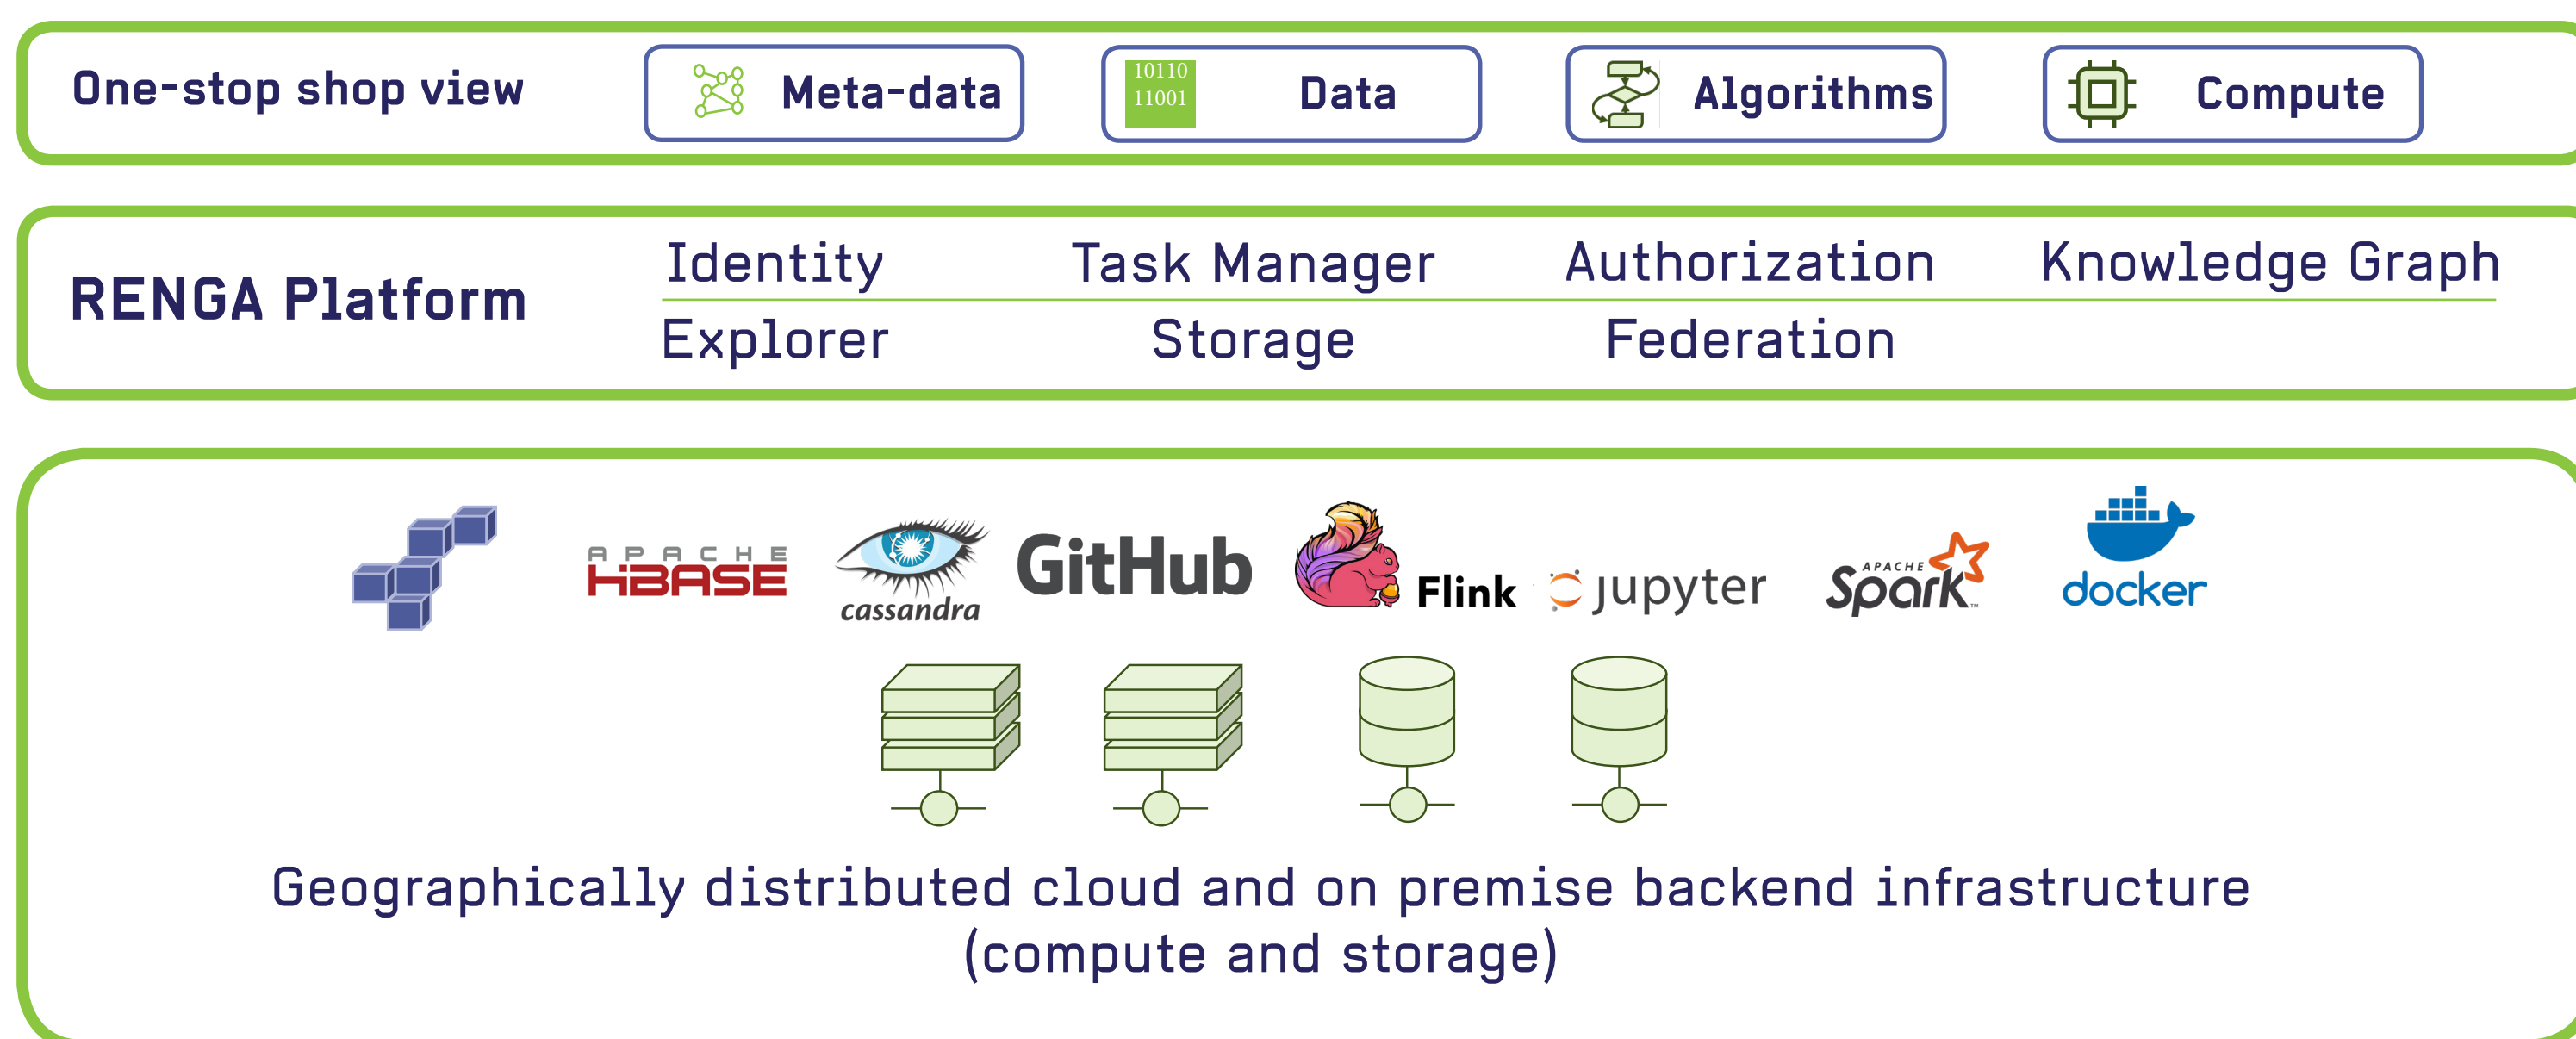 One-stop shop view Meta-data 10110 Data Algorithms Compute
11001
RENGA Platform
Identity Task Manager Authorization Knowledge Graph
Explorer Storage Federation
APACHE
HBASE
cassandra
GitHub
Flink
jupyter
APACHE
Spark™
docker
Geographically distributed cloud and on premise backend infrastructure
(compute and storage)